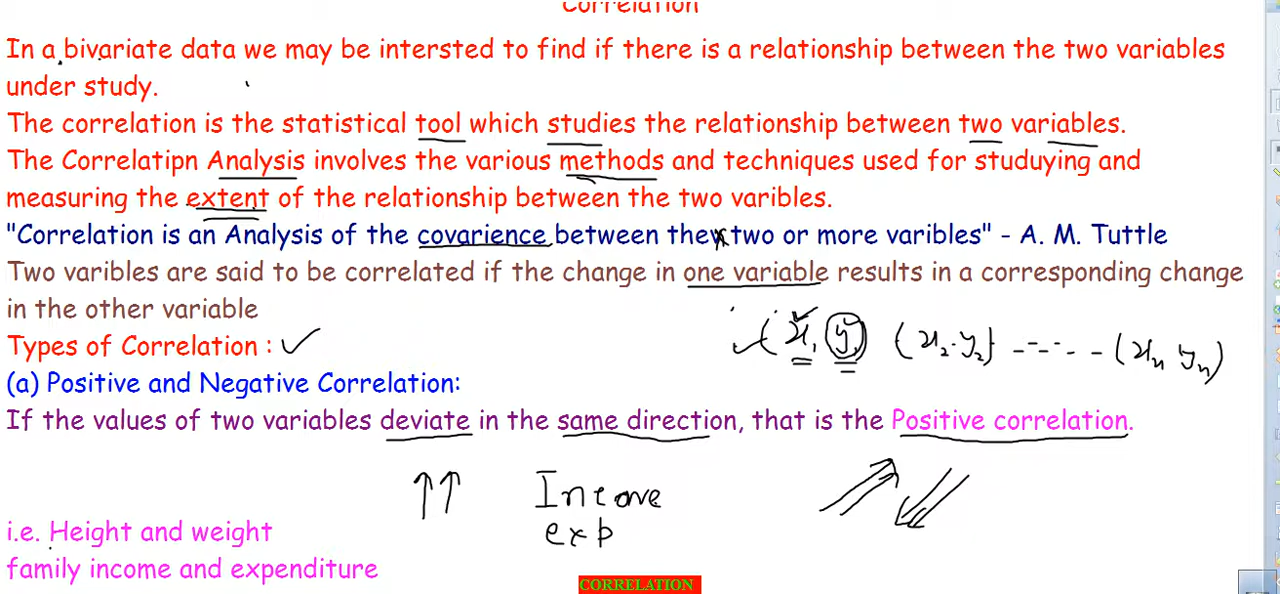 Correlation
In a bivariate data we may be intersted to find if there is a relationship between the two variables
under study.
The correlation is the statistical tool which studies the relationship between two variables.
The Correlatipn Analysis involves the various methods and techniques used for studuying and
measuring the extent of the relationship between the two varibles.
"Correlation is an Analysis of the covarience between the two or more varibles" - A. M. Tuttle
Two varibles are said to be correlated if the change in one variable results in a corresponding change
in the other variable
Types of Correlation :
(x₁, y₁) (x₂, y₂) ------ (xₙ yₙ)
(a) Positive and Negative Correlation:
If the values of two variables deviate in the same direction, that is the Positive correlation.
↑↑
exp
i.e. Height and weight
family income and expenditure
CORRELATION